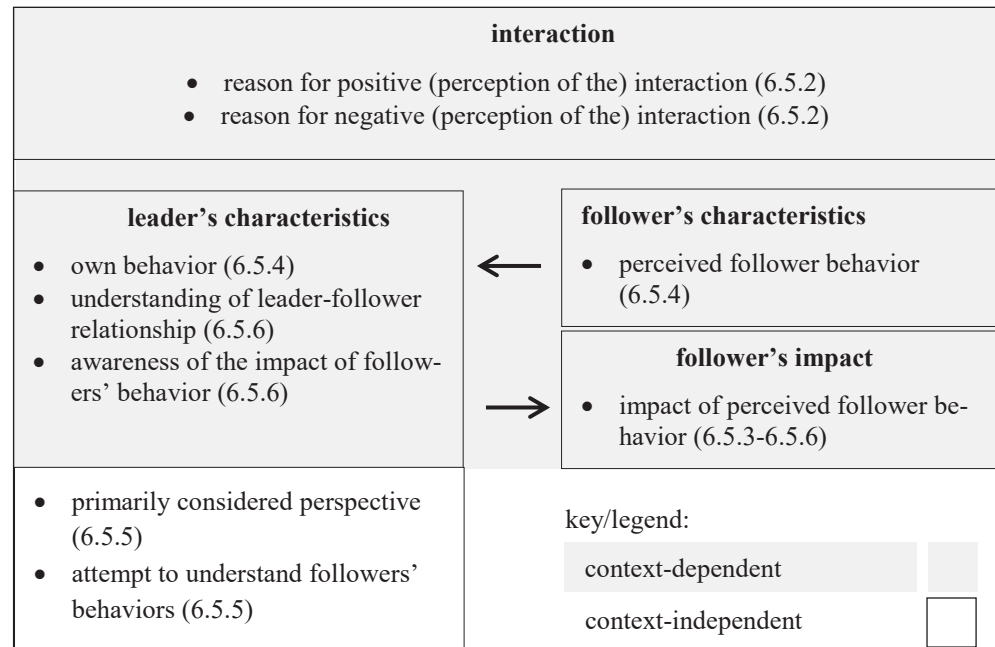 interaction
• reason for positive (perception of the) interaction (6.5.2)
• reason for negative (perception of the) interaction (6.5.2)
leader’s characteristics
• own behavior (6.5.4)
• understanding of leader-follower
relationship (6.5.6)
• awareness of the impact of follow-
ers’ behavior (6.5.6)
• primarily considered perspective
(6.5.5)
• attempt to understand followers’
behaviors (6.5.5)
follower’s characteristics
• perceived follower behavior
(6.5.4)
follower’s impact
• impact of perceived follower be-
havior (6.5.3-6.5.6)
key/legend:
context-dependent
context-independent